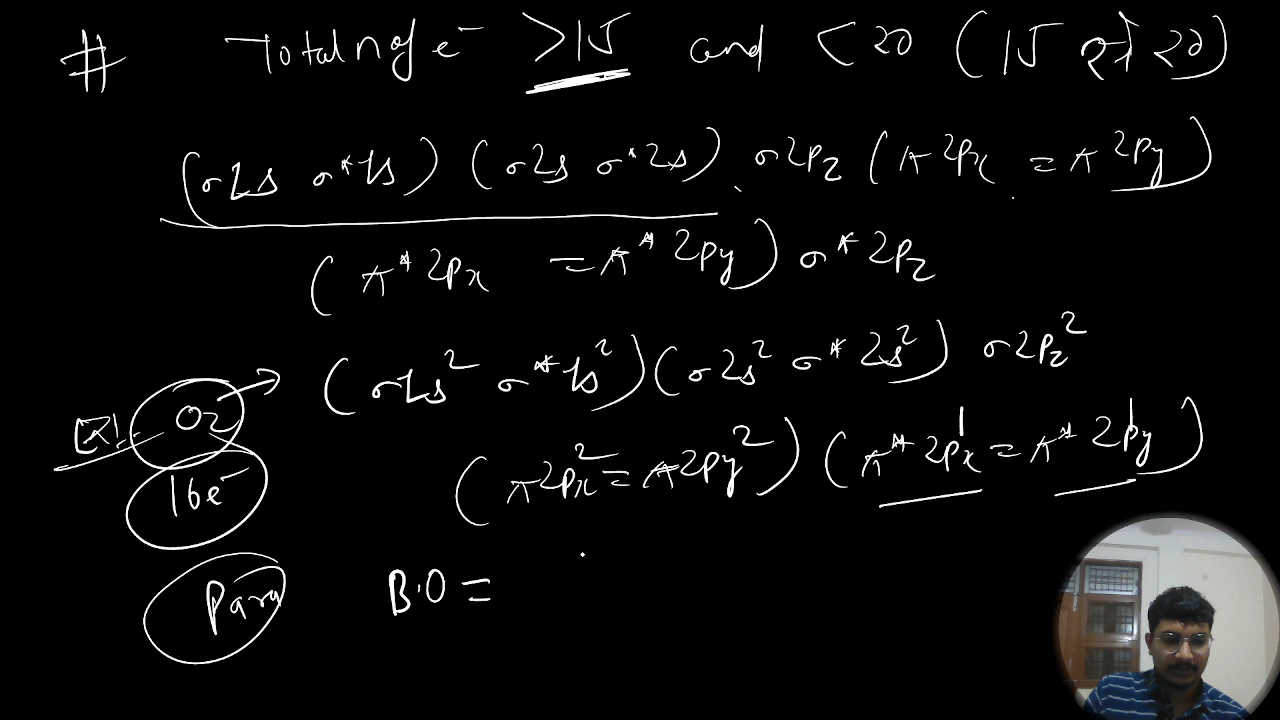 # Total no of e⁻ >15 and <20 (15 से 20)
(σ1s σ*1s) (σ2s σ*2s) σ2pz (π2px = π2py)
(π*2px = π*2py) σ*2pz
Ex!- O2 → (σ1s² σ*1s²)(σ2s² σ*2s²) σ2pz²
16e⁻ (π2px² = π2py²) (π*2px¹ = π*2py¹)
Para B.O =